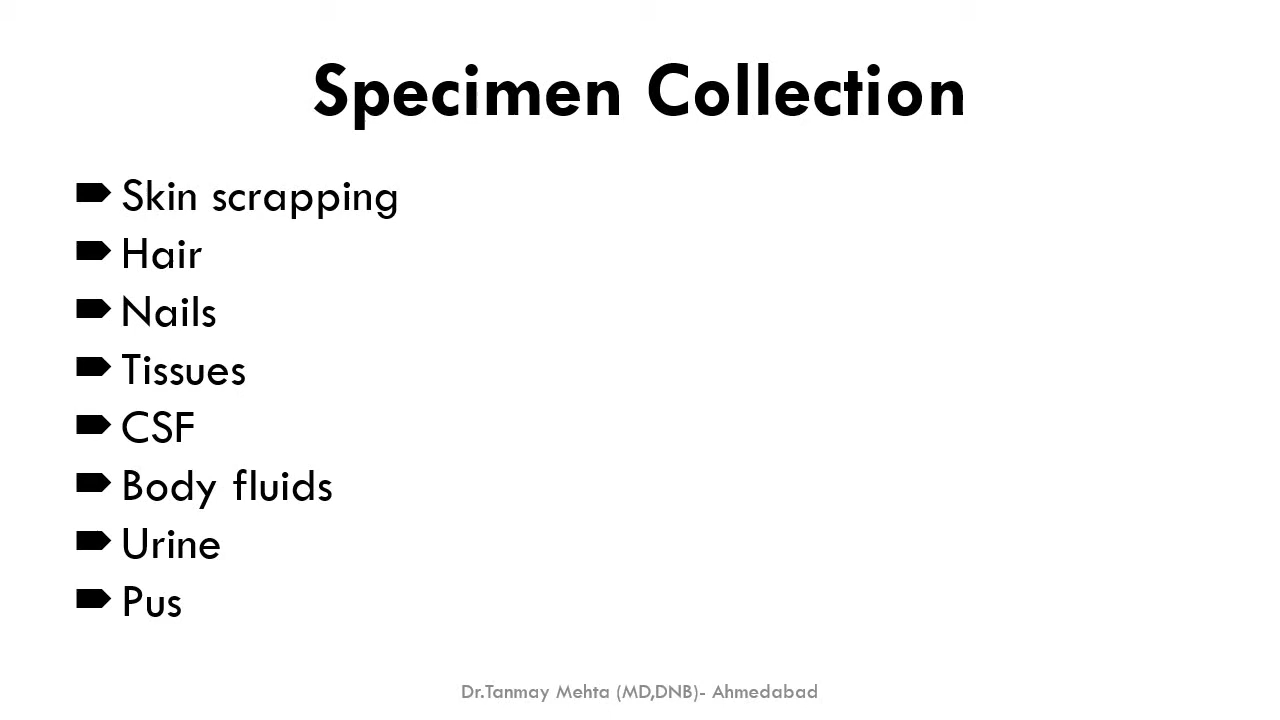 Specimen Collection
Skin scrapping
Hair
Nails
Tissues
CSF
Body fluids
Urine
Pus
Dr.Tanmay Mehta (MD,DNB)- Ahmedabad